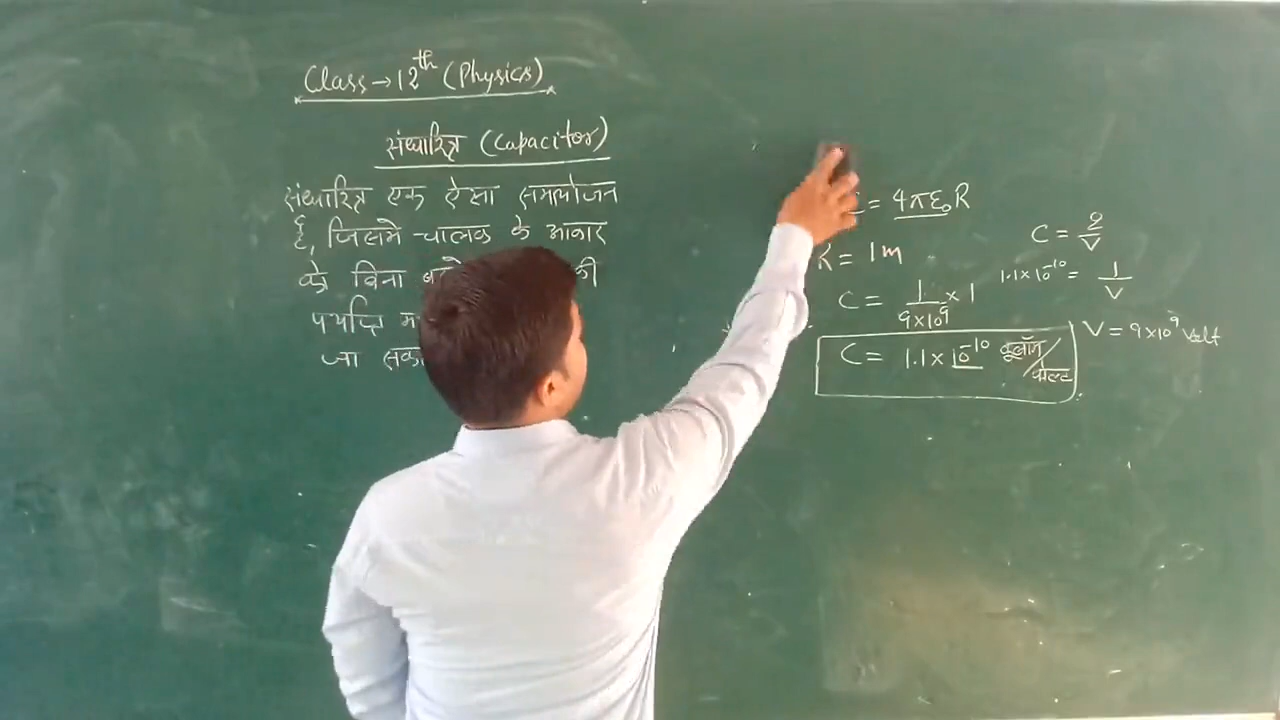 Class → 12th (Physics)
संधारित्र (Capacitor)
संधारित्र एक ऐसा समायोजन
है, जिसमे चालक के आकार
के बिना
पर्याप्त
जा
= 4πε₀R
R = 1m
C = 1/9×10⁹ × 1
C = 1.1 × 10⁻¹⁰ कूलॉम/वोल्ट
C = q/V
1.1×10⁻¹⁰ = 1/V
V = 9×10⁹ Volt